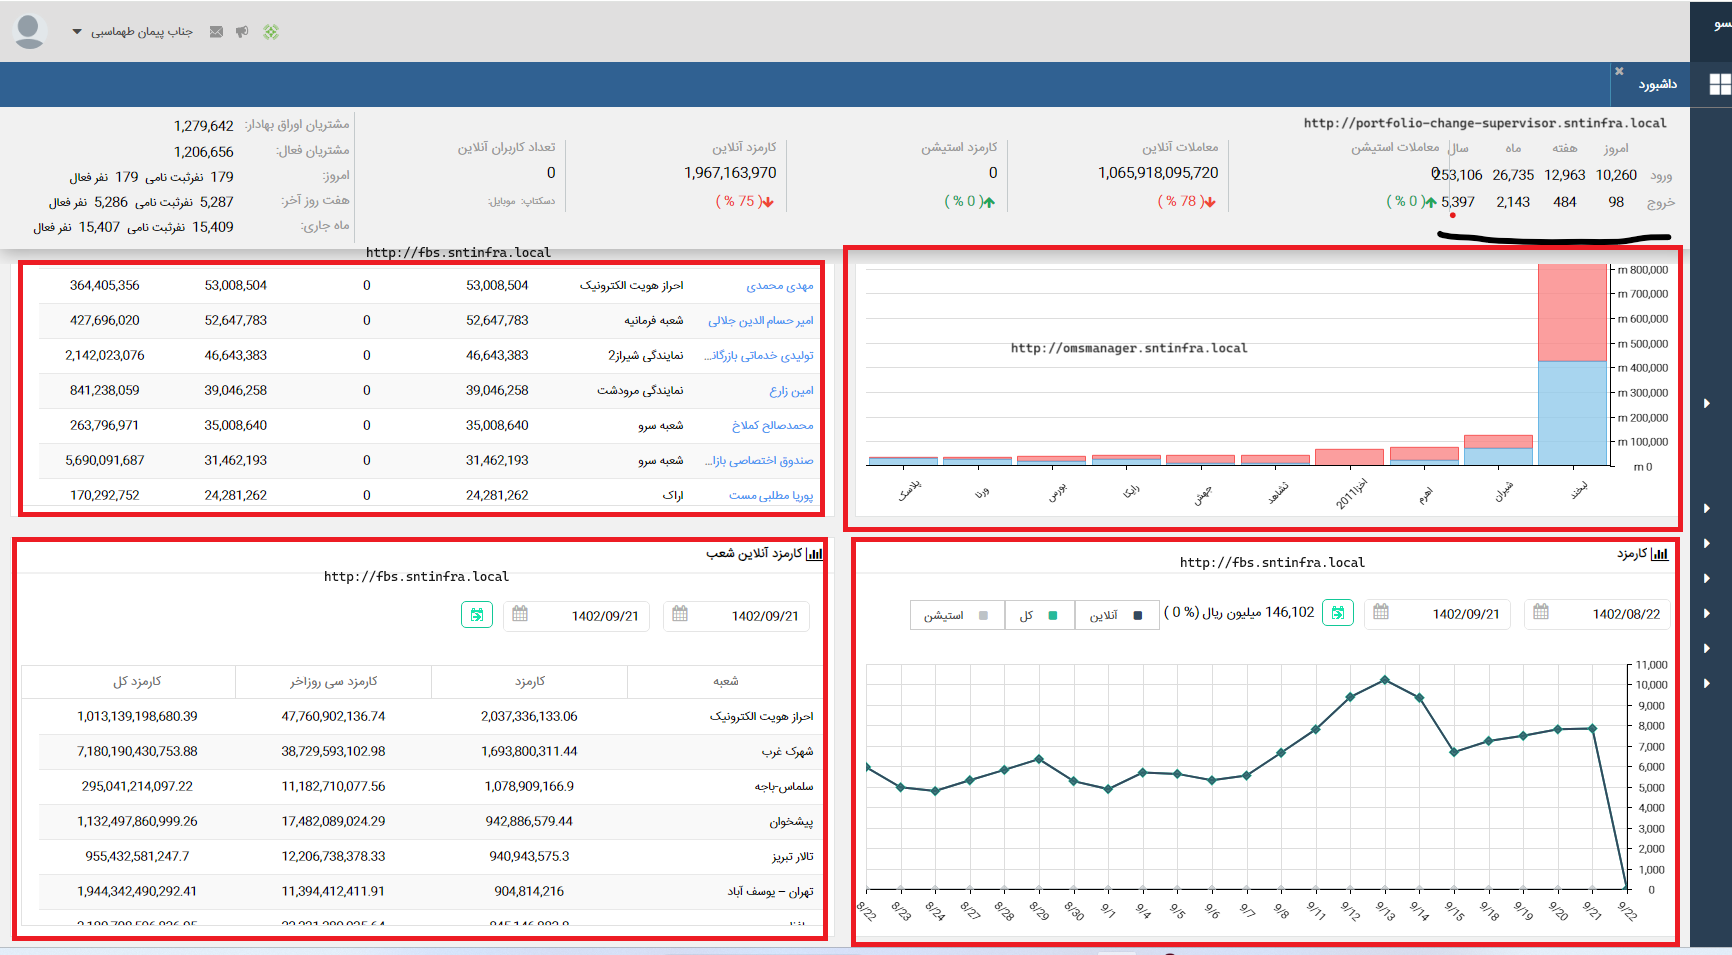 سو
جناب پیمان طهماسبی
داشبورد
http://portfolio-change-supervisor.sntinfra.local
امروز هفته ماه سال
ورود 10,260 12,963 26,735 253,106
خروج 98 484 2,143 5,397
معاملات استیشن
0
( % 0 )
معاملات آنلاین
1,065,918,095,720
( % 78 )
کارمزد استیشن
0
( % 0 )
کارمزد آنلاین
1,967,163,970
( % 75 )
تعداد کاربران آنلاین
0
دسکتاپ: موبایل:
مشتریان اوراق بهادار: 1,279,642
مشتریان فعال: 1,206,656
امروز: 179 نفرثبت نامی 179 نفر فعال
هفت روز آخر: 5,287 نفرثبت نامی 5,286 نفر فعال
ماه جاری: 15,409 نفرثبت نامی 15,407 نفر فعال
http://omsmanager.sntinfra.local
m 800,000
m 700,000
m 600,000
m 500,000
m 400,000
m 300,000
m 200,000
m 100,000
m 0
لبخند شبران اهرم اخزا2011 نشاهد جهش رایکا بورس ورنا پلاسک
http://fbs.sntinfra.local
مهدی محمدی احراز هویت الکترونیک 53,008,504 0 53,008,504 364,405,356
امیر حسام الدین جلالی شعبه فرمانیه 52,647,783 0 52,647,783 427,696,020
تولیدی خدماتی بازرگاند... نمایندگی شیراز2 46,643,383 0 46,643,383 2,142,023,076
امین زارع نمایندگی مرودشت 39,046,258 0 39,046,258 841,238,059
محمدصالح کملاخ شعبه سرو 35,008,640 0 35,008,640 263,796,971
صندوق اختصاصی بازا... شعبه سرو 31,462,193 0 31,462,193 5,690,091,687
پوریا مطلبی مست اراک 24,281,262 0 24,281,262 170,292,752
کارمزد
http://fbs.sntinfra.local
1402/08/22 1402/09/21 146,102 میلیون ریال (% 0 ) آنلاین کل استیشن
11,000
10,000
9,000
8,000
7,000
6,000
5,000
4,000
3,000
2,000
1,000
0
8/22 8/23 8/24 8/27 8/28 8/29 8/30 9/1 9/4 9/5 9/6 9/7 9/8 9/11 9/12 9/13 9/14 9/15 9/18 9/19 9/20 9/21 9/22
کارمزد آنلاین شعب
http://fbs.sntinfra.local
1402/09/21 1402/09/21
شعبه کارمزد کارمزد سی روزاخر کارمزد کل
احراز هویت الکترونیک 2,037,336,133.06 47,760,902,136.74 1,013,139,198,680.39
شهرک غرب 1,693,800,311.44 38,729,593,102.98 7,180,190,430,753.88
سلماس-باجه 1,078,909,166.9 11,182,710,077.56 295,041,214,097.22
پیشخوان 942,886,579.44 17,482,089,024.29 1,132,497,860,999.26
تالار تبریز 940,943,575.3 12,206,738,378.33 955,432,581,247.7
تهران – یوسف آباد 904,814,216 11,394,412,411.91 1,944,342,490,292.41